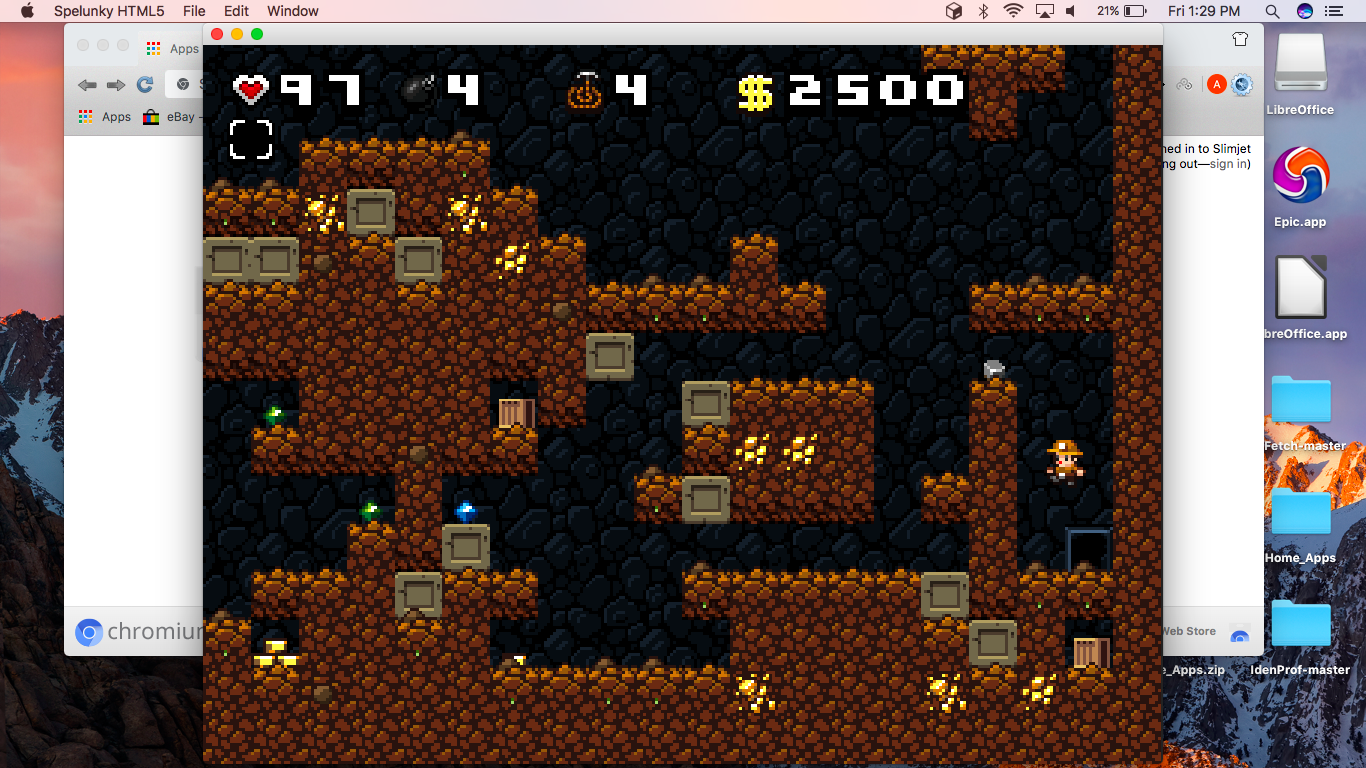 Spelunky HTML5 File Edit Window 21% Fri 1:29 PM
Apps
97 4 4 $2500
A
Apps eBay –
ned in to Slimjet
ng out—sign in)
LibreOffice
Epic.app
breOffice.app
Fetch-master
Home_Apps
chromium
Web Store
e_Apps.zip IdenProf-master